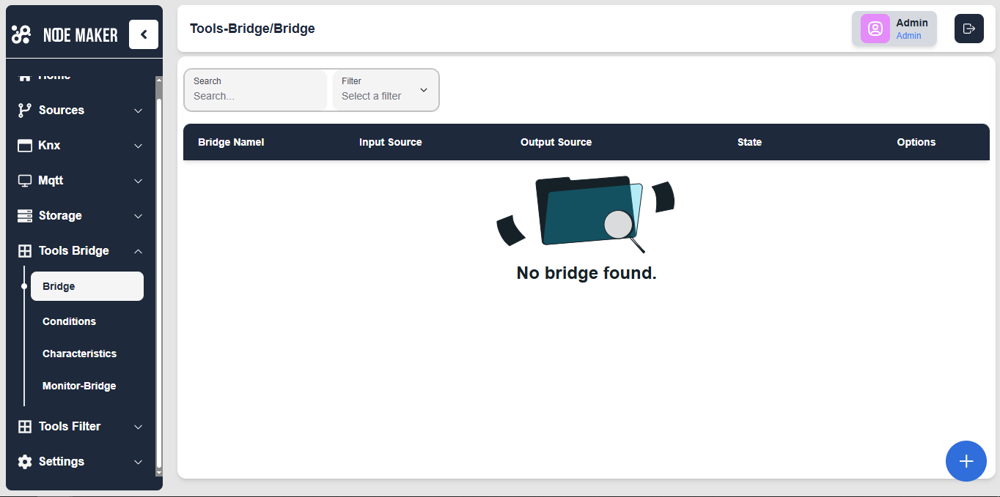 NODE MAKER
Home
Sources
Knx
Mqtt
Storage
Tools Bridge
Bridge
Conditions
Characteristics
Monitor-Bridge
Tools Filter
Settings
Tools-Bridge/Bridge
Admin
Admin
Search
Search...
Filter
Select a filter
Bridge Namel
Input Source
Output Source
State
Options
No bridge found.